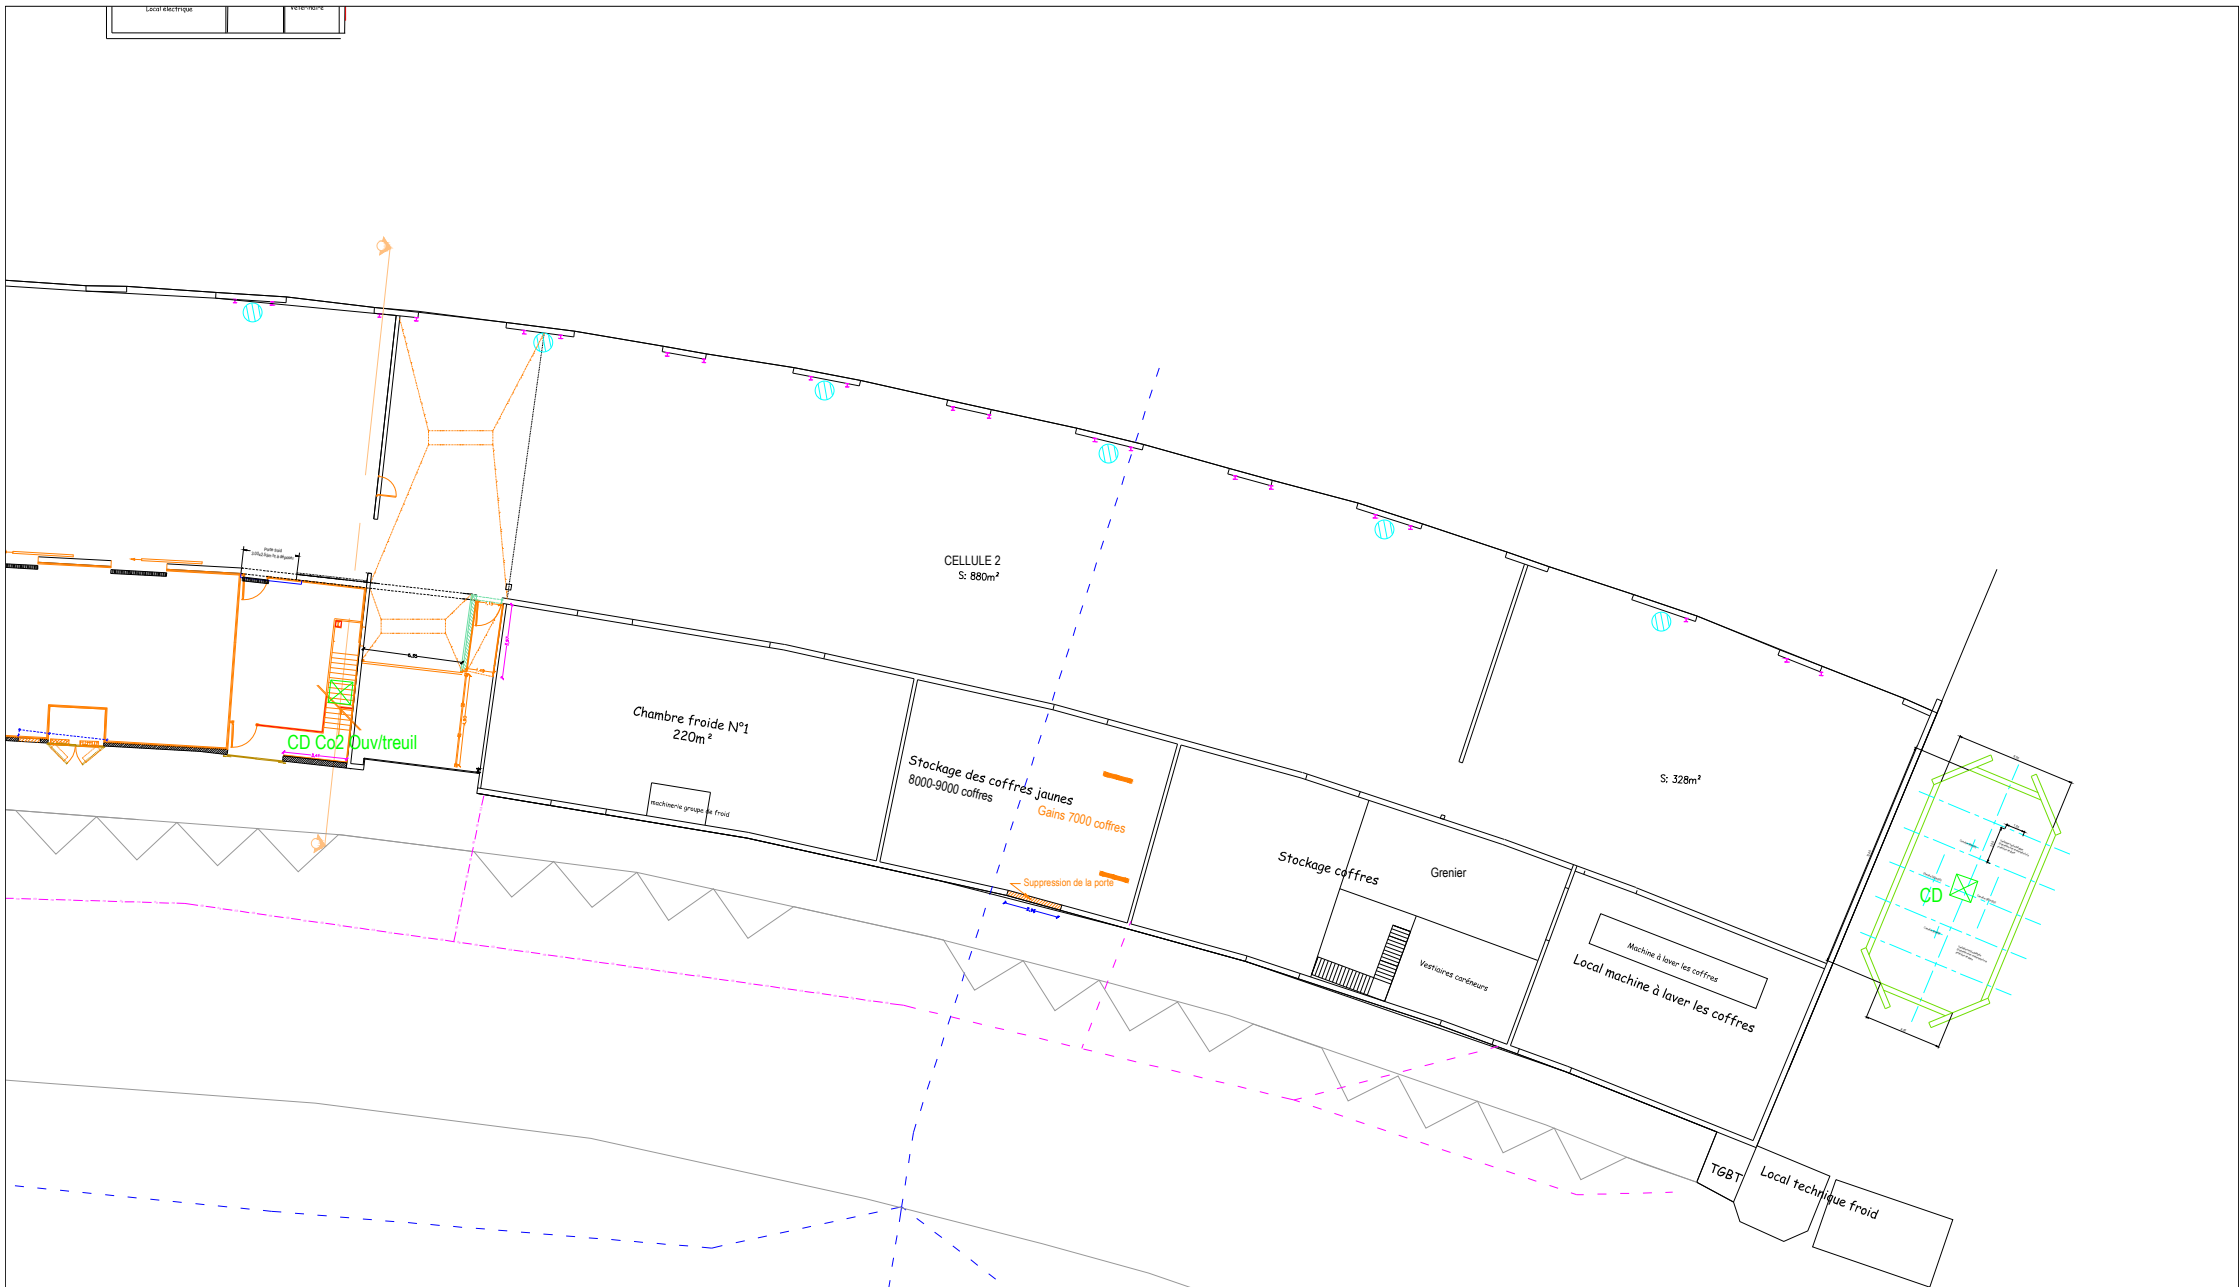 Local électrique
Vétérinaire
CELLULE 2
S: 880m²
Chambre froide N°1
220m²
machinerie groupe de froid
CD Co2 Ouv/treuil
Stockage des coffres jaunes
8000-9000 coffres
Gains 7000 coffres
Suppression de la porte
Stockage coffres
Grenier
Vestiaires caréneurs
S: 328m²
Machine à laver les coffres
Local machine à laver les coffres
CD
TGBT
Local technique froid